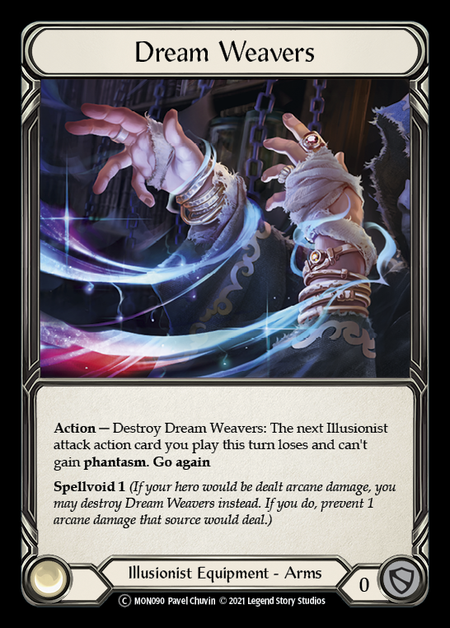 Dream Weavers
Action — Destroy Dream Weavers: The next Illusionist
attack action card you play this turn loses and can't
gain phantasm. Go again
Spellvoid 1 (If your hero would be dealt arcane damage, you
may destroy Dream Weavers instead. If you do, prevent 1
arcane damage that source would deal.)
Illusionist Equipment - Arms
0
C MON090 Pavel Chuvin © 2021 Legend Story Studios